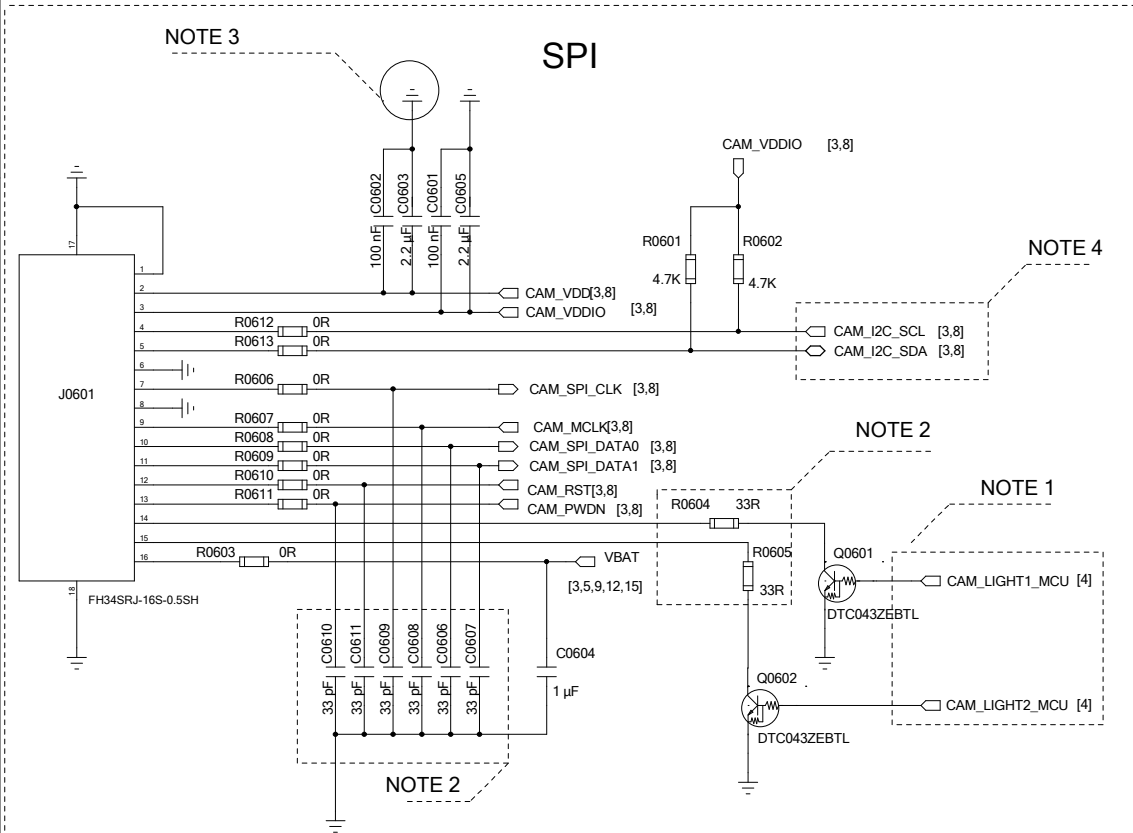 NOTE 3
SPI
CAM_VDDIO [3,8]
100 nF C0602
2.2 µF C0603
100 nF C0601
2.2 µF C0605
R0601
4.7K
R0602
4.7K
NOTE 4
17
1
2
CAM_VDD[3,8]
3
CAM_VDDIO [3,8]
4
R0612 0R
CAM_I2C_SCL [3,8]
5
R0613 0R
CAM_I2C_SDA [3,8]
6
J0601
7
R0606 0R
CAM_SPI_CLK [3,8]
8
9
R0607 0R
CAM_MCLK[3,8]
10
R0608 0R
CAM_SPI_DATA0 [3,8]
11
R0609 0R
CAM_SPI_DATA1 [3,8]
12
R0610 0R
CAM_RST[3,8]
13
R0611 0R
CAM_PWDN [3,8]
14
15
16
R0603 0R
VBAT
[3,5,9,12,15]
18
FH34SRJ-16S-0.5SH
NOTE 2
R0604 33R
R0605
33R
NOTE 1
Q0601
DTC043ZEBTL
CAM_LIGHT1_MCU [4]
Q0602
DTC043ZEBTL
CAM_LIGHT2_MCU [4]
33 pF C0610
33 pF C0611
33 pF C0609
33 pF C0608
33 pF C0606
33 pF C0607
C0604
1 µF
NOTE 2